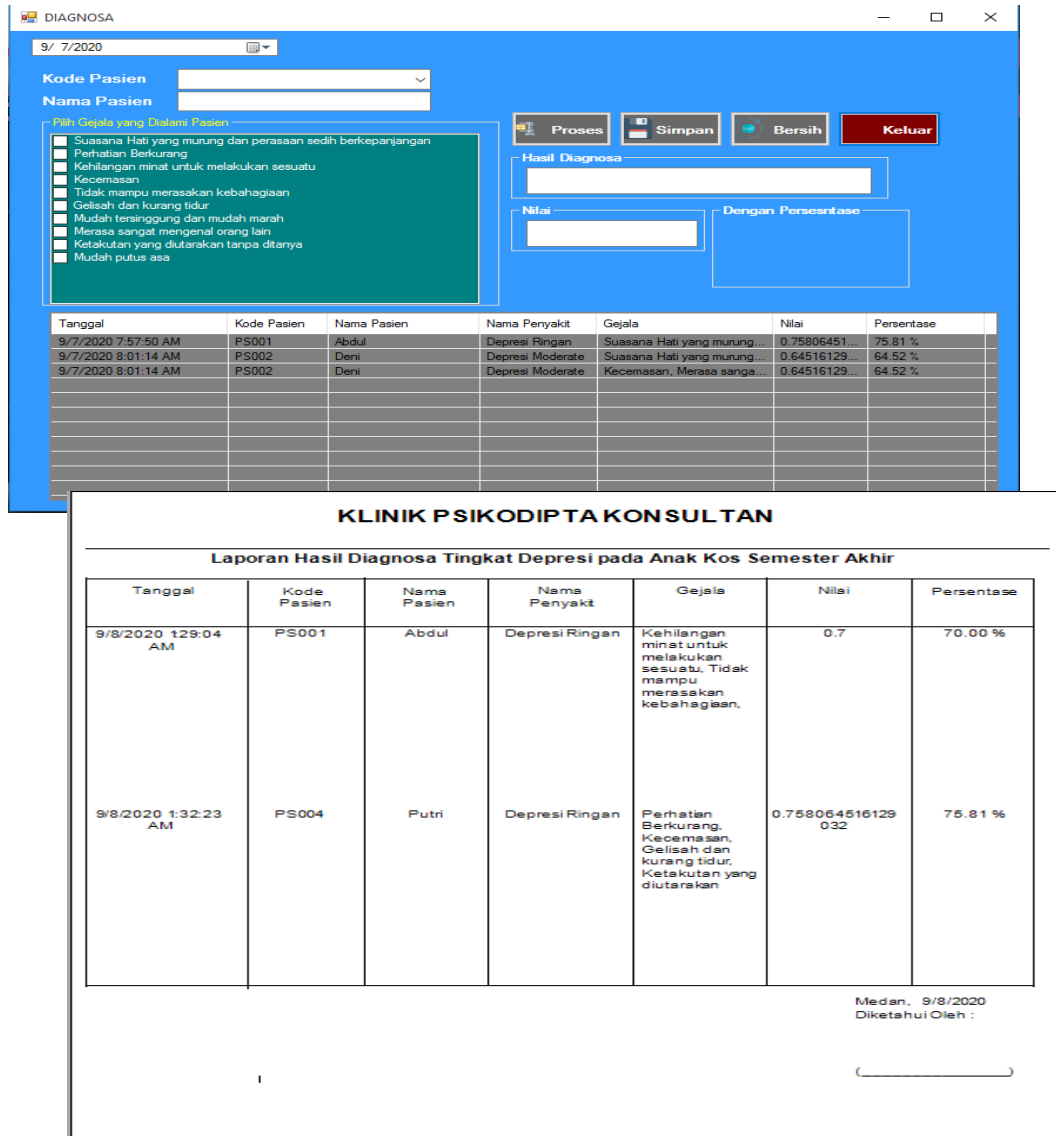 DIAGNOSA
9/ 7/2020
Kode Pasien
Nama Pasien
Pilih Gejala yang Dialami Pasien
Suasana Hati yang murung dan perasaan sedih berkepanjangan
Perhatian Berkurang
Kehilangan minat untuk melakukan sesuatu
Kecemasan
Tidak mampu merasakan kebahagiaan
Gelisah dan kurang tidur
Mudah tersinggung dan mudah marah
Merasa sangat mengenal orang lain
Ketakutan yang diutarakan tanpa ditanya
Mudah putus asa
Proses Simpan Bersih Keluar
Hasil Diagnosa
Nilai Dengan Persesntase
Tanggal Kode Pasien Nama Pasien Nama Penyakit Gejala Nilai Persentase
9/7/2020 7:57:50 AM PS001 Abdul Depresi Ringan Suasana Hati yang murung... 0.75806451... 75.81 %
9/7/2020 8:01:14 AM PS002 Deni Depresi Moderate Suasana Hati yang murung... 0.64516129... 64.52 %
9/7/2020 8:01:14 AM PS002 Deni Depresi Moderate Kecemasan, Merasa sanga... 0.64516129... 64.52 %
KLINIK PSIKODIPTA KONSULTAN
Laporan Hasil Diagnosa Tingkat Depresi pada Anak Kos Semester Akhir
Tanggal Kode Nama Nama Gejala Nilai Persentase
Pasien Pasien Penyakit
9/8/2020 1:29:04 PS001 Abdul Depresi Ringan Kehilangan 0.7 70.00 %
AM minat untuk
melakukan
sesuatu, Tidak
mampu
merasakan
kebahagiaan,
9/8/2020 1:32:23 PS004 Putri Depresi Ringan Perhatian 0.758064516129 75.81 %
AM Berkurang, 032
Kecemasan,
Gelisah dan
kurang tidur,
Ketakutan yang
diutarakan
Medan, 9/8/2020
Diketahui Oleh :
(__________________)